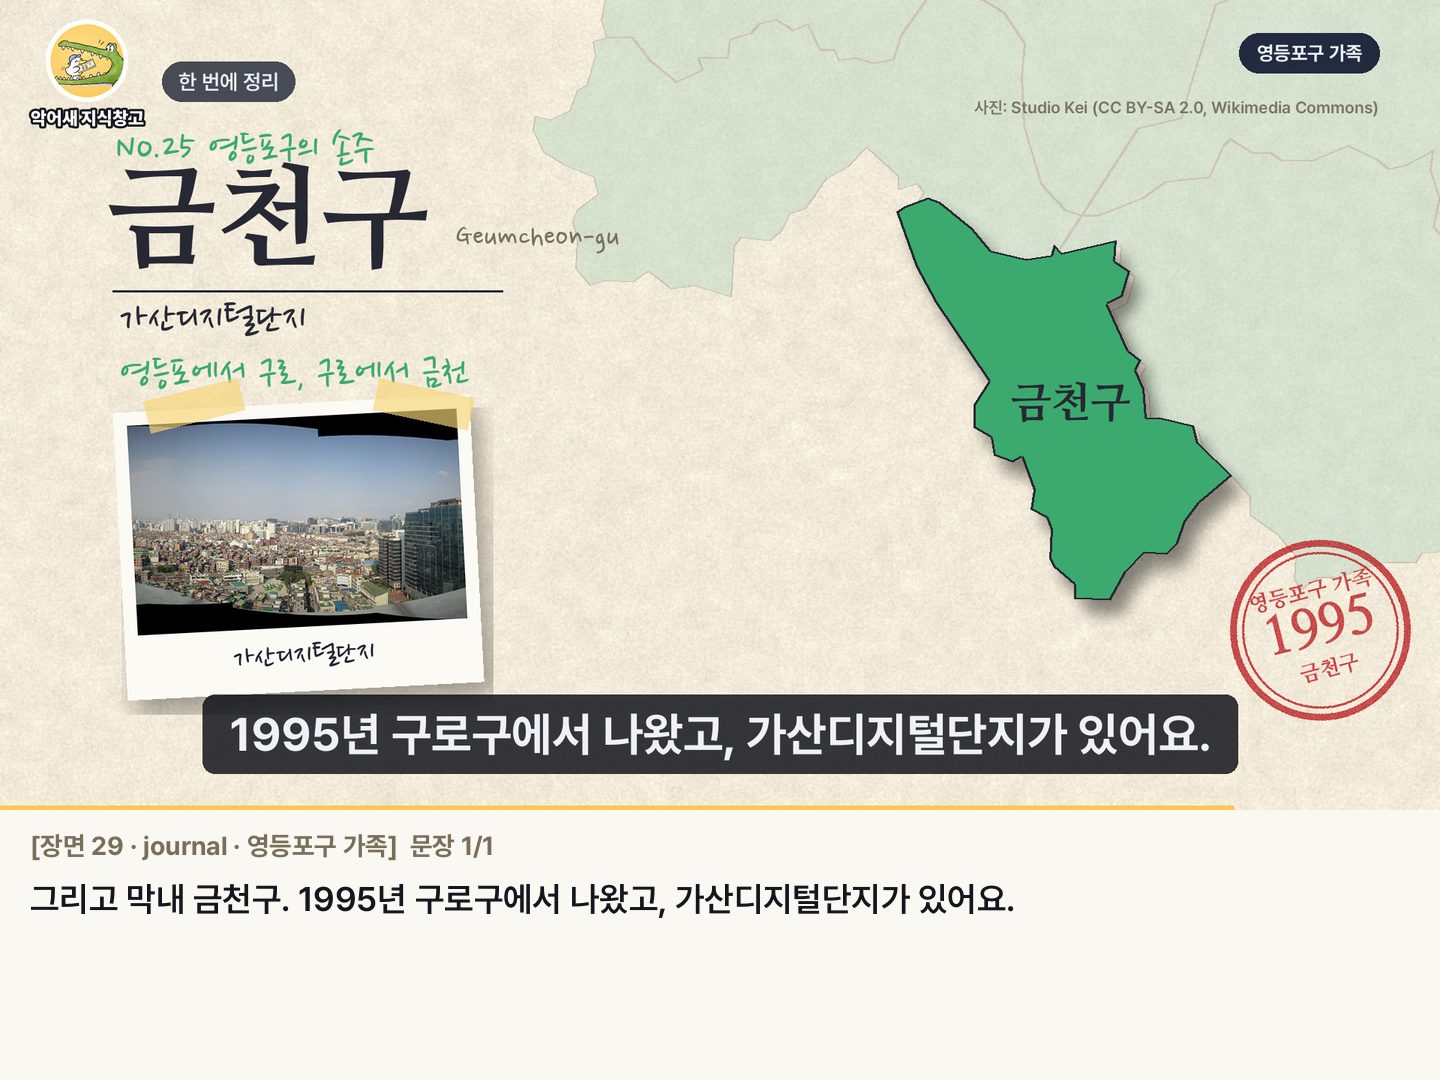 악어새 지식창고
한 번에 정리
영등포구 가족
사진: Studio Kei (CC BY-SA 2.0, Wikimedia Commons)
NO.25 영등포구의 손주
금천구
Geumcheon-gu
가산디지털단지
영등포에서 구로, 구로에서 금천
가산디지털단지
금천구
영등포구 가족
1995
금천구
1995년 구로구에서 나왔고, 가산디지털단지가 있어요.
[장면 29 · journal · 영등포구 가족] 문장 1/1
그리고 막내 금천구. 1995년 구로구에서 나왔고, 가산디지털단지가 있어요.